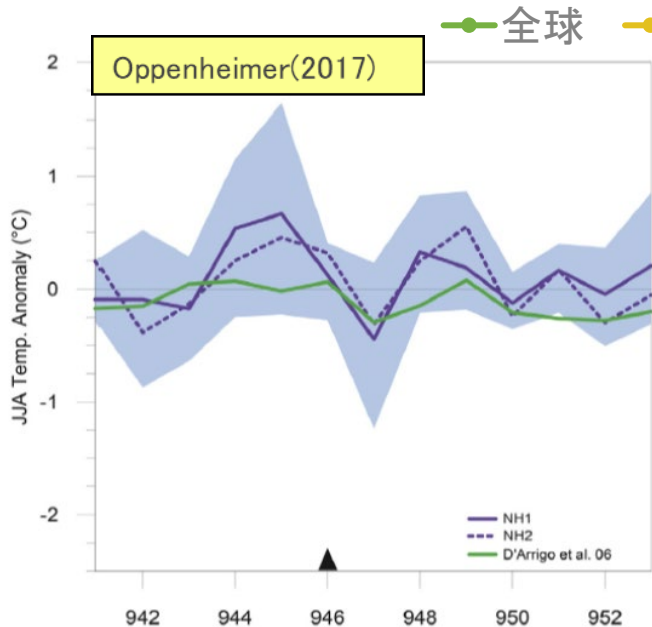 全球
Oppenheimer(2017)
2
1
0
-1
-2
JJA Temp. Anomaly (°C)
NH1
NH2
D'Arrigo et al. 06
942 944 946 948 950 952